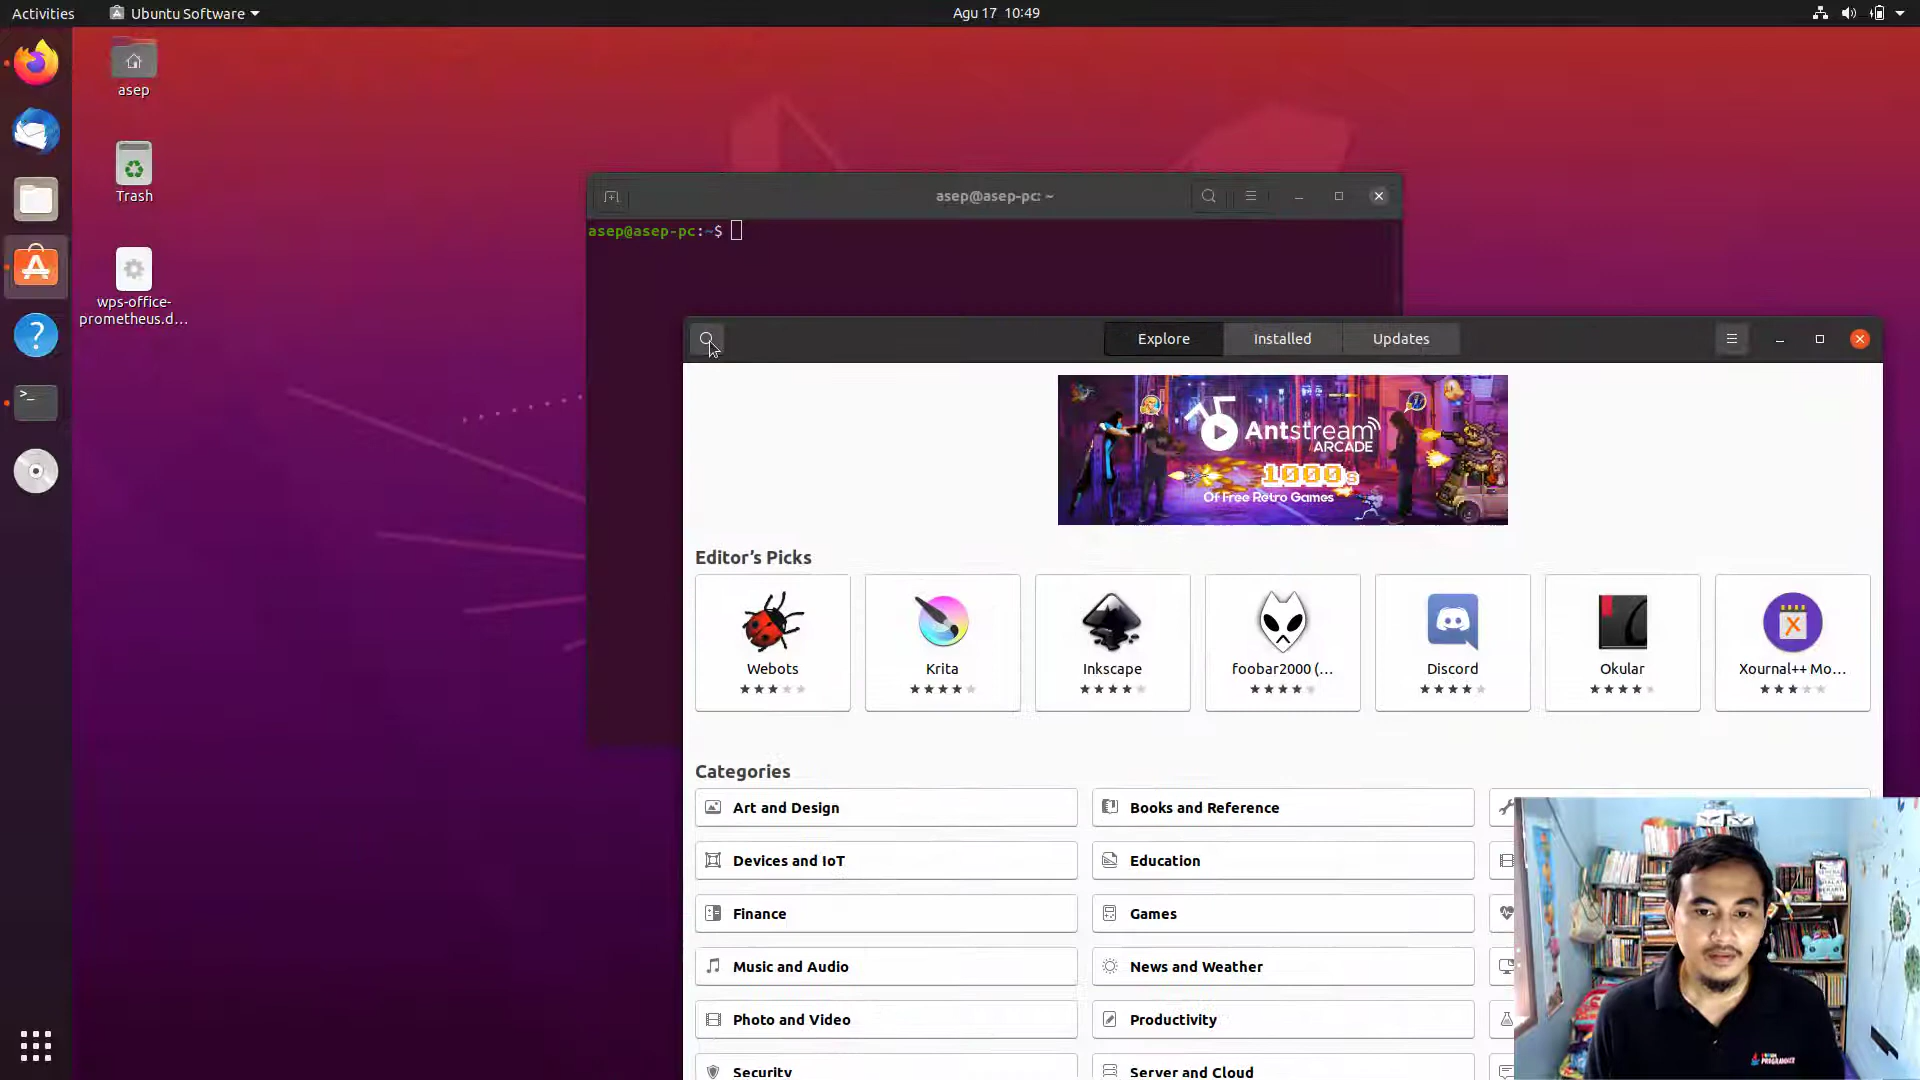 Activities
Ubuntu Software
Agu 17 10:49
asep
Trash
wps-office-
prometheus.d...
asep@asep-pc: ~
asep@asep-pc:~$
Explore
Installed
Updates
Antstream
ARCADE
1000s
Of Free Retro Games
Editor's Picks
Webots
Krita
Inkscape
foobar2000 (...
Discord
Okular
Xournal++ Mo...
Categories
Art and Design
Books and Reference
Devices and IoT
Education
Finance
Games
Music and Audio
News and Weather
Photo and Video
Productivity
Security
Server and Cloud